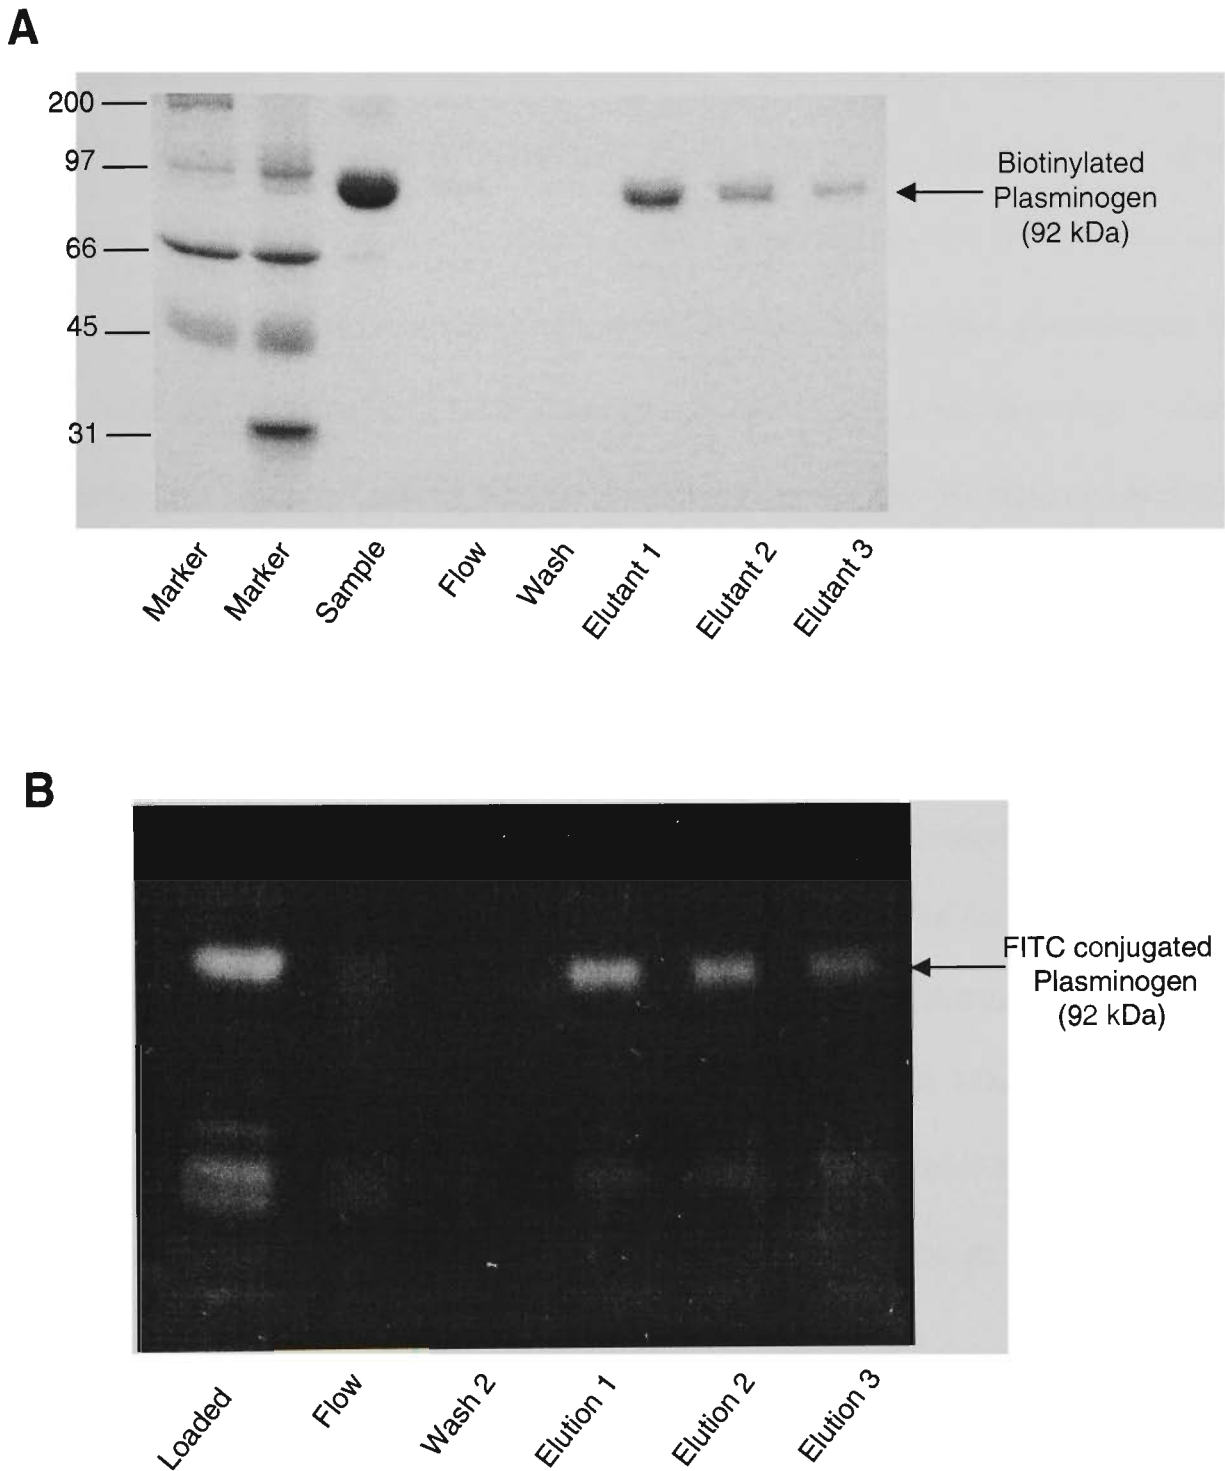 A
200
97
66
45
31
Biotinylated
Plasminogen
(92 kDa)
Marker
Marker
Sample
Flow
Wash
Elutant 1
Elutant 2
Elutant 3
B
FITC conjugated
Plasminogen
(92 kDa)
Loaded
Flow
Wash 2
Elution 1
Elution 2
Elution 3